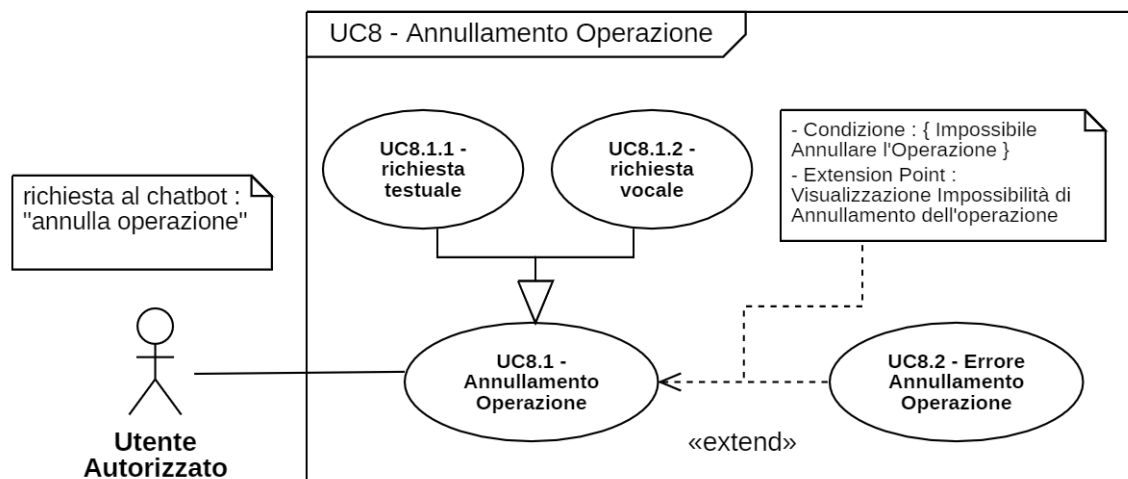 UC8 - Annullamento Operazione
UC8.1.1 -
richiesta
testuale
UC8.1.2 -
richiesta
vocale
- Condizione : { Impossibile
Annullare l'Operazione }
- Extension Point :
Visualizzazione Impossibilità di
Annullamento dell'operazione
richiesta al chatbot :
"annulla operazione"
UC8.1 -
Annullamento
Operazione
UC8.2 - Errore
Annullamento
Operazione
«extend»
Utente
Autorizzato